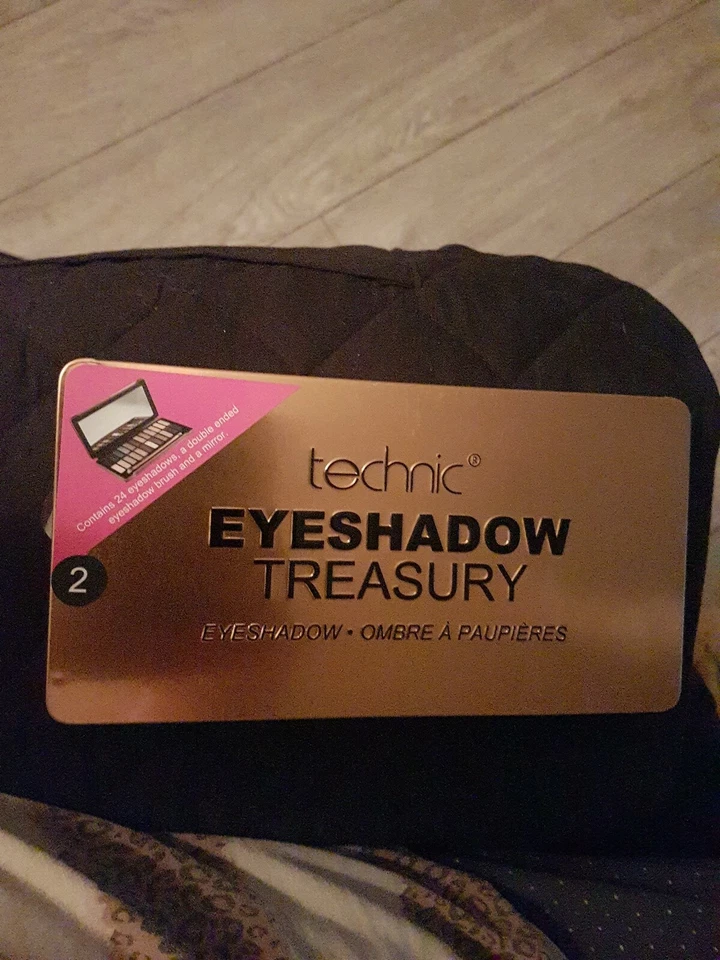 Contains 24 eyeshadows, a double ended
eyeshadow brush and a mirror.
technic®
EYESHADOW
TREASURY
2
EYESHADOW • OMBRE À PAUPIÈRES